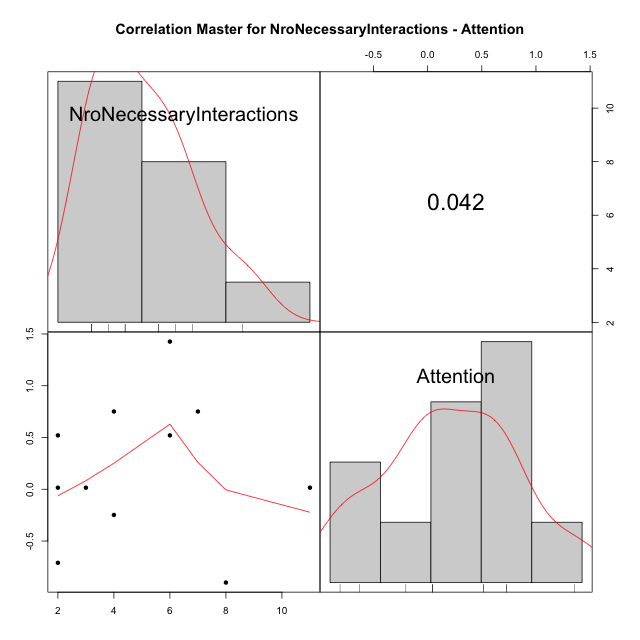 Correlation Master for NroNecessaryInteractions - Attention
-0.5 0.0 0.5 1.0 1.5
NroNecessaryInteractions
0.042
2 4 6 8 10
Attention
-0.5 0.0 0.5 1.0 1.5
2 4 6 8 10